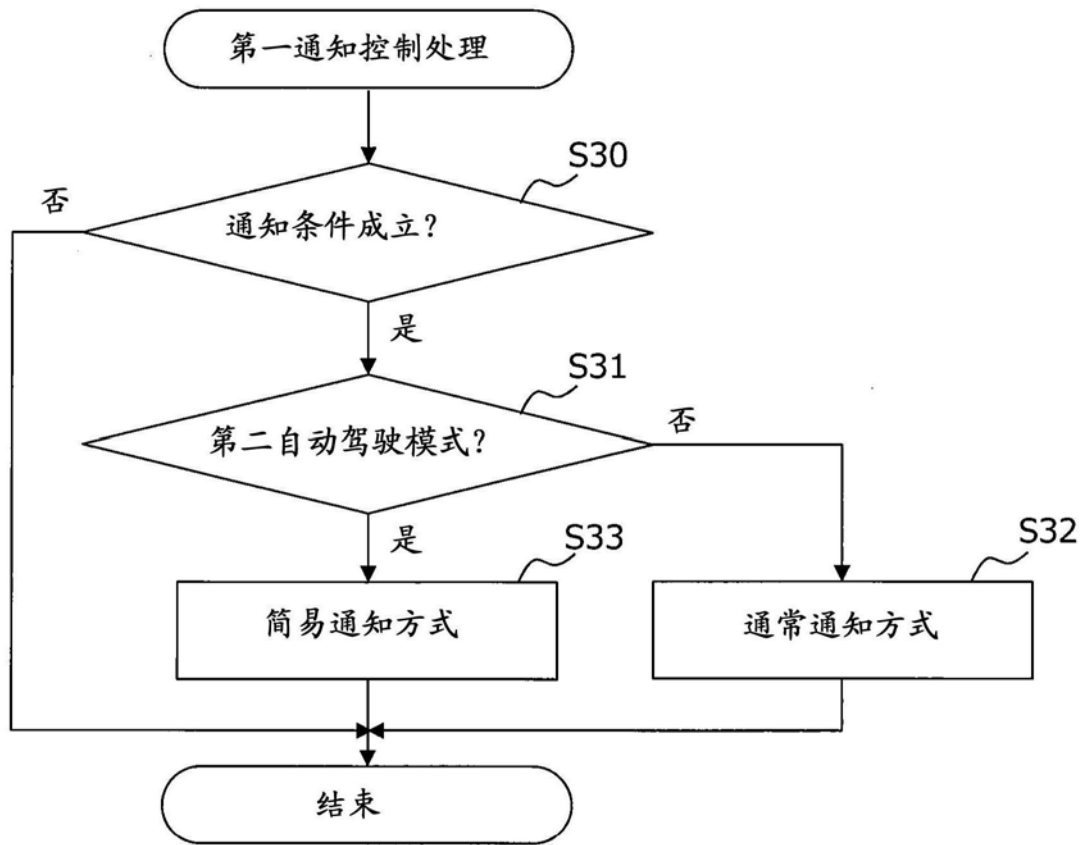 第一通知控制处理
S30
否
通知条件成立？
是
S31
第二自动驾驶模式？
否
是
S33
S32
简易通知方式
通常通知方式
结束